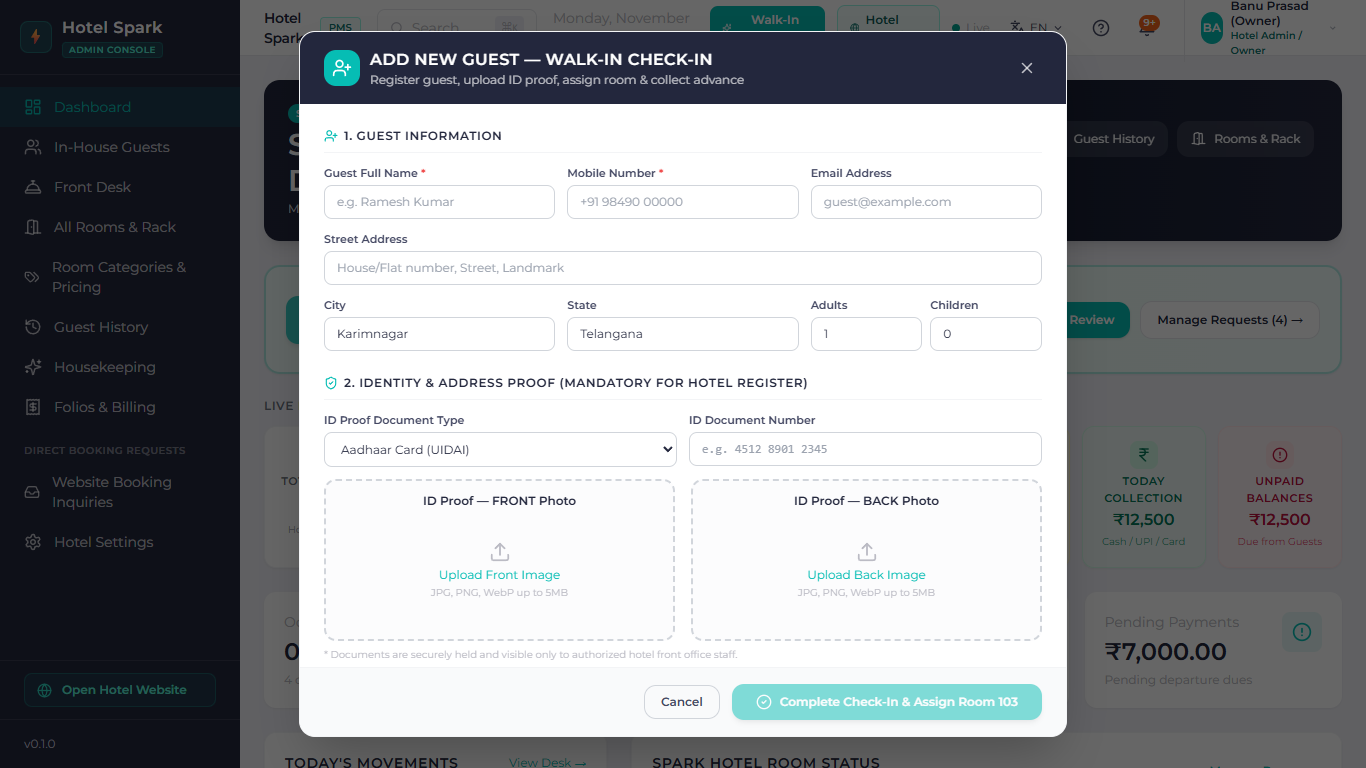 Hotel Spark
ADMIN CONSOLE
Dashboard
In-House Guests
Front Desk
All Rooms & Rack
Room Categories &
Pricing
Guest History
Housekeeping
Folios & Billing
DIRECT BOOKING REQUESTS
Website Booking
Inquiries
Hotel Settings
Open Hotel Website
v0.1.0
Hotel
Spark
PMS
Search
⌘K
Monday, November
Walk-In
Hotel
Live
EN
9+
BA
Banu Prasad
(Owner)
Hotel Admin /
Owner
ADD NEW GUEST — WALK-IN CHECK-IN
Register guest, upload ID proof, assign room & collect advance
1. GUEST INFORMATION
Guest Full Name *
Mobile Number *
Email Address
e.g. Ramesh Kumar
+91 98490 00000
guest@example.com
Street Address
House/Flat number, Street, Landmark
City
State
Adults
Children
Karimnagar
Telangana
1
0
2. IDENTITY & ADDRESS PROOF (MANDATORY FOR HOTEL REGISTER)
ID Proof Document Type
ID Document Number
Aadhaar Card (UIDAI)
e.g. 4512 8901 2345
ID Proof — FRONT Photo
ID Proof — BACK Photo
Upload Front Image
Upload Back Image
JPG, PNG, WebP up to 5MB
JPG, PNG, WebP up to 5MB
* Documents are securely held and visible only to authorized hotel front office staff.
Cancel
Complete Check-In & Assign Room 103
Guest History
Rooms & Rack
Review
Manage Requests (4) →
LIVE
₹
TODAY
COLLECTION
₹12,500
Cash / UPI / Card
UNPAID
BALANCES
₹12,500
Due from Guests
Pending Payments
₹7,000.00
Pending departure dues
TODAY'S MOVEMENTS
View Desk →
SPARK HOTEL ROOM STATUS